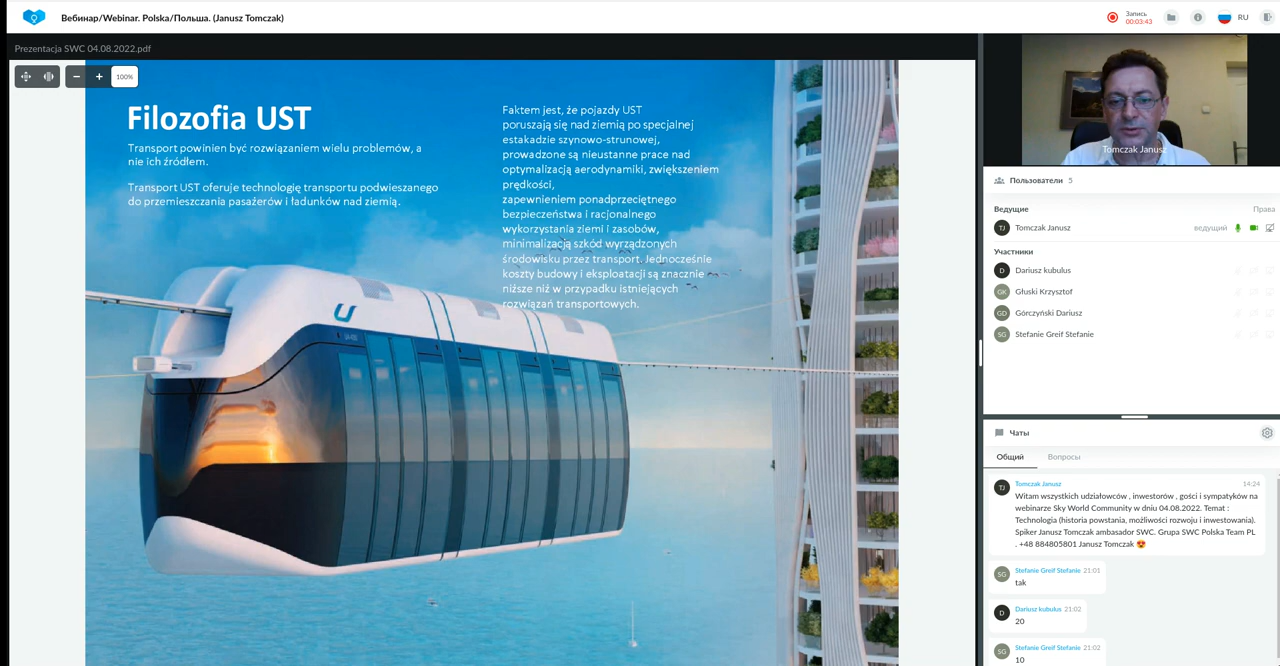 Вебинар/Webinar. Polska/Польша. (Janusz Tomczak)
Запись
00:03:43
RU
Prezentacja SWC 04.08.2022.pdf
100%
Filozofia UST
Transport powinien być rozwiązaniem wielu problemów, a
nie ich źródłem.
Transport UST oferuje technologię transportu podwieszanego
do przemieszczania pasażerów i ładunków nad ziemią.
Faktem jest, że pojazdy UST
poruszają się nad ziemią po specjalnej
estakadzie szynowo-strunowej,
prowadzone są nieustanne prace nad
optymalizacją aerodynamiki, zwiększeniem
prędkości,
zapewnieniem ponadprzeciętnego
bezpieczeństwa i racjonalnego
wykorzystania ziemi i zasobów,
minimalizacją szkód wyrządzonych
środowisku przez transport. Jednocześnie
koszty budowy i eksploatacji są znacznie
niższe niż w przypadku istniejących
rozwiązań transportowych.
Tomczak Janusz
Пользователи 5
Ведущие Права
TJ Tomczak Janusz ведущий
Участники
D Dariusz kubulus
GK Głuski Krzysztof
GD Górczyński Dariusz
SG Stefanie Greif Stefanie
Чаты
Общий Вопросы
TJ Tomczak Janusz 14:24
Witam wszystkich udziałowców , inwestorów , gości i sympatyków na
webinarze Sky World Community w dniu 04.08.2022. Temat :
Technologia (historia powstania, możliwości rozwoju i inwestowania).
Spiker Janusz Tomczak ambasador SWC. Grupa SWC Polska Team PL
. +48 884805801 Janusz Tomczak 😍
SG Stefanie Greif Stefanie 21:01
tak
D Dariusz kubulus 21:02
20
SG Stefanie Greif Stefanie 21:02
10